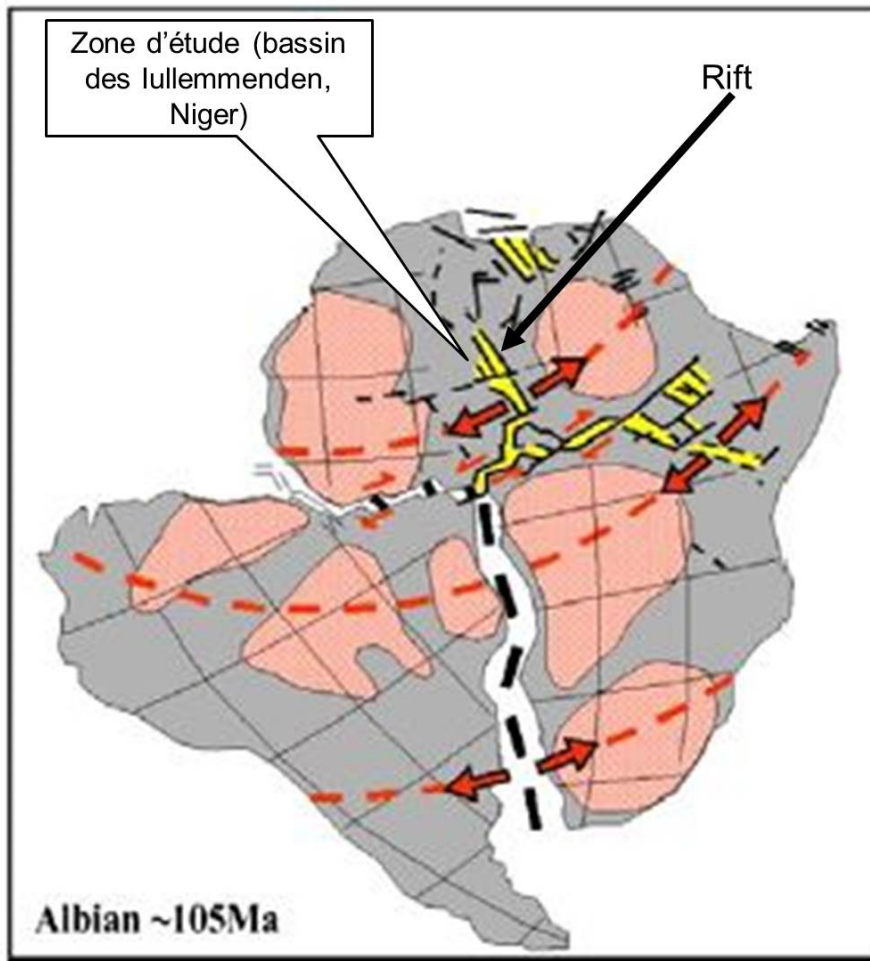 Zone d'étude (bassin
des Iullemmenden,
Niger)
Rift
Albian ~105Ma